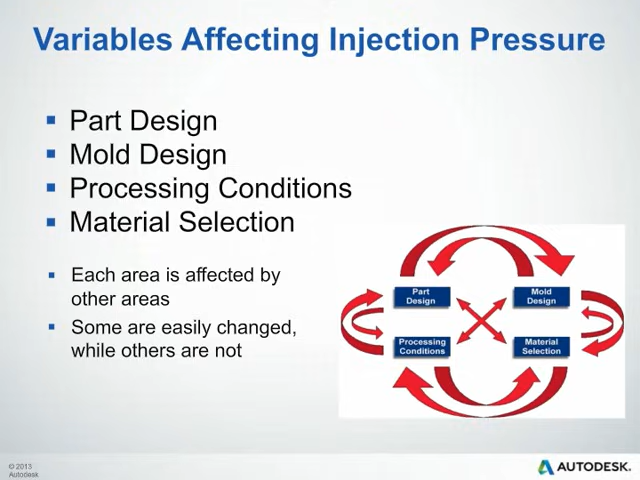 Variables Affecting Injection Pressure
▪ Part Design
▪ Mold Design
▪ Processing Conditions
▪ Material Selection
▪ Each area is affected by
other areas
▪ Some are easily changed,
while others are not
Part
Design
Mold
Design
Processing
Conditions
Material
Selection
© 2013
Autodesk
AUTODESK.